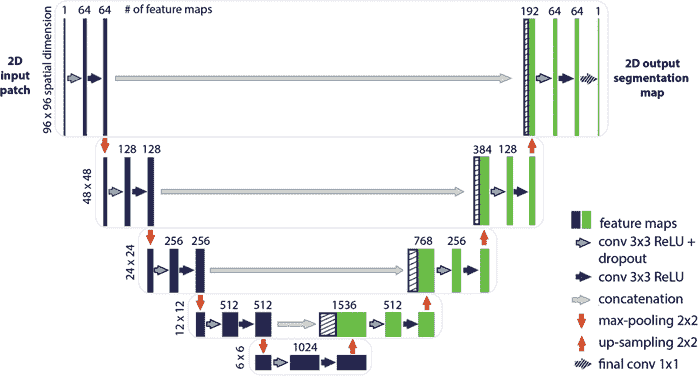 1 64 64 # of feature maps 192 64 64 1
2D
input
patch
96 x 96 spatial dimension
2D output
segmentation
map
128 128 384 128
48 x 48
256 256 768 256
24 x 24
512 512 1536 512
12 x 12
1024
6 x 6
feature maps
conv 3x3 ReLU +
dropout
conv 3x3 ReLU
concatenation
max-pooling 2x2
up-sampling 2x2
final conv 1x1